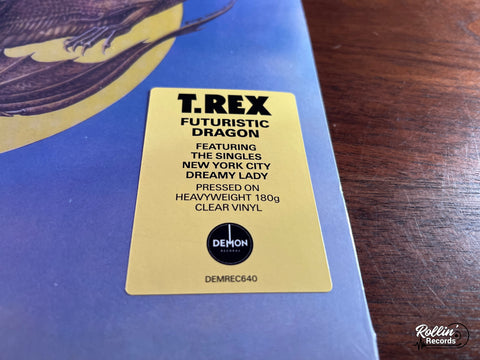 T.REX
FUTURISTIC
DRAGON
FEATURING
THE SINGLES
NEW YORK CITY
DREAMY LADY
PRESSED ON
HEAVYWEIGHT 180g
CLEAR VINYL
DEMON
RECORDS
DEMREC640
Rollin'
Records